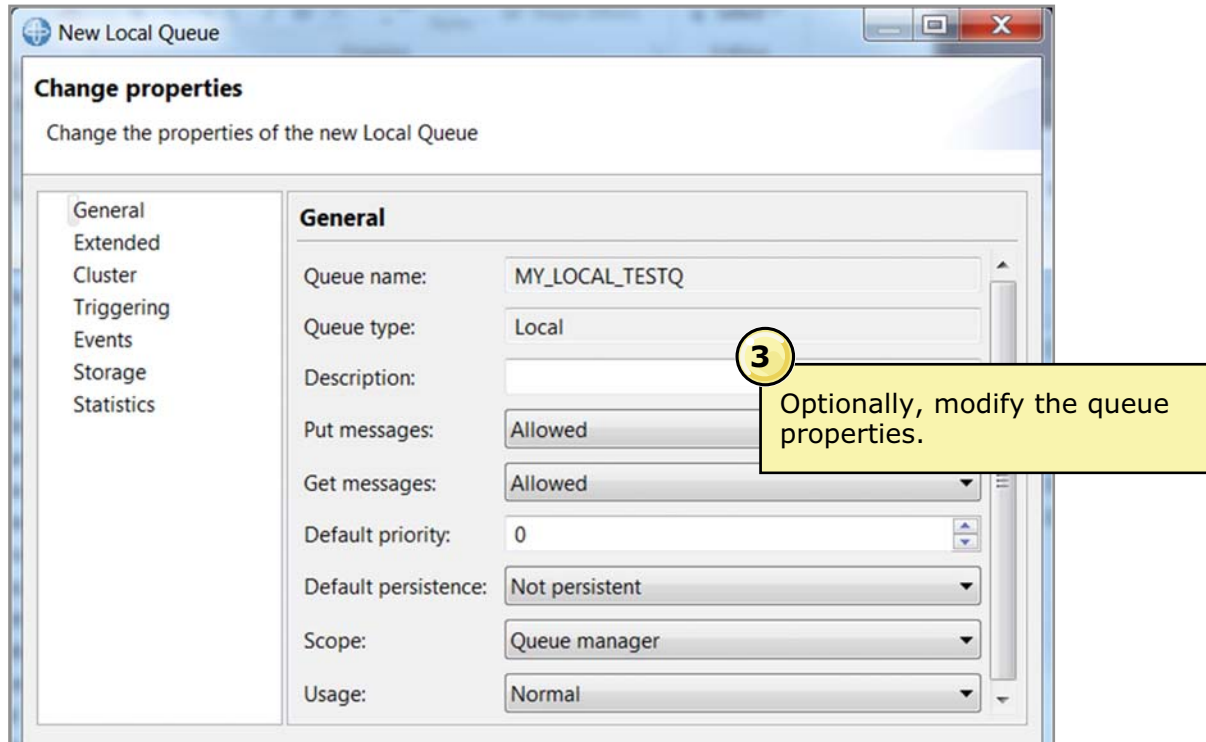 New Local Queue
Change properties
Change the properties of the new Local Queue
General
Extended
Cluster
Triggering
Events
Storage
Statistics
General
Queue name: MY_LOCAL_TESTQ
Queue type: Local
Description:
Put messages: Allowed
Get messages: Allowed
Default priority: 0
Default persistence: Not persistent
Scope: Queue manager
Usage: Normal
3
Optionally, modify the queue
properties.